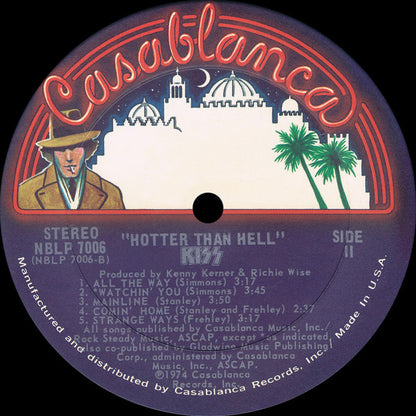 Casablanca
STEREO
NBLP 7006
(NBLP 7006-B)
"HOTTER THAN HELL"
KISS
SIDE
II
Produced by Kenny Kerner & Richie Wise
1. ALL THE WAY (Simmons) 3:17
2. *WATCHIN' YOU (Simmons) 3:45
3. MAINLINE (Stanley) 3:50
4. COMIN' HOME (Stanley and Frehley) 2:37
5. STRANGE WAYS (Frehley) 3:17
All songs published by Casablanca Music, Inc./
Rock Steady Music, ASCAP, except *as indicated
also co-published by Gladwine Music Publishing
Corp., administered by Casablanca
Music, Inc., ASCAP.
©1974 Casablanca
Records, Inc.
Manufactured and distributed by Casablanca Records, Inc. / Made in U.S.A.